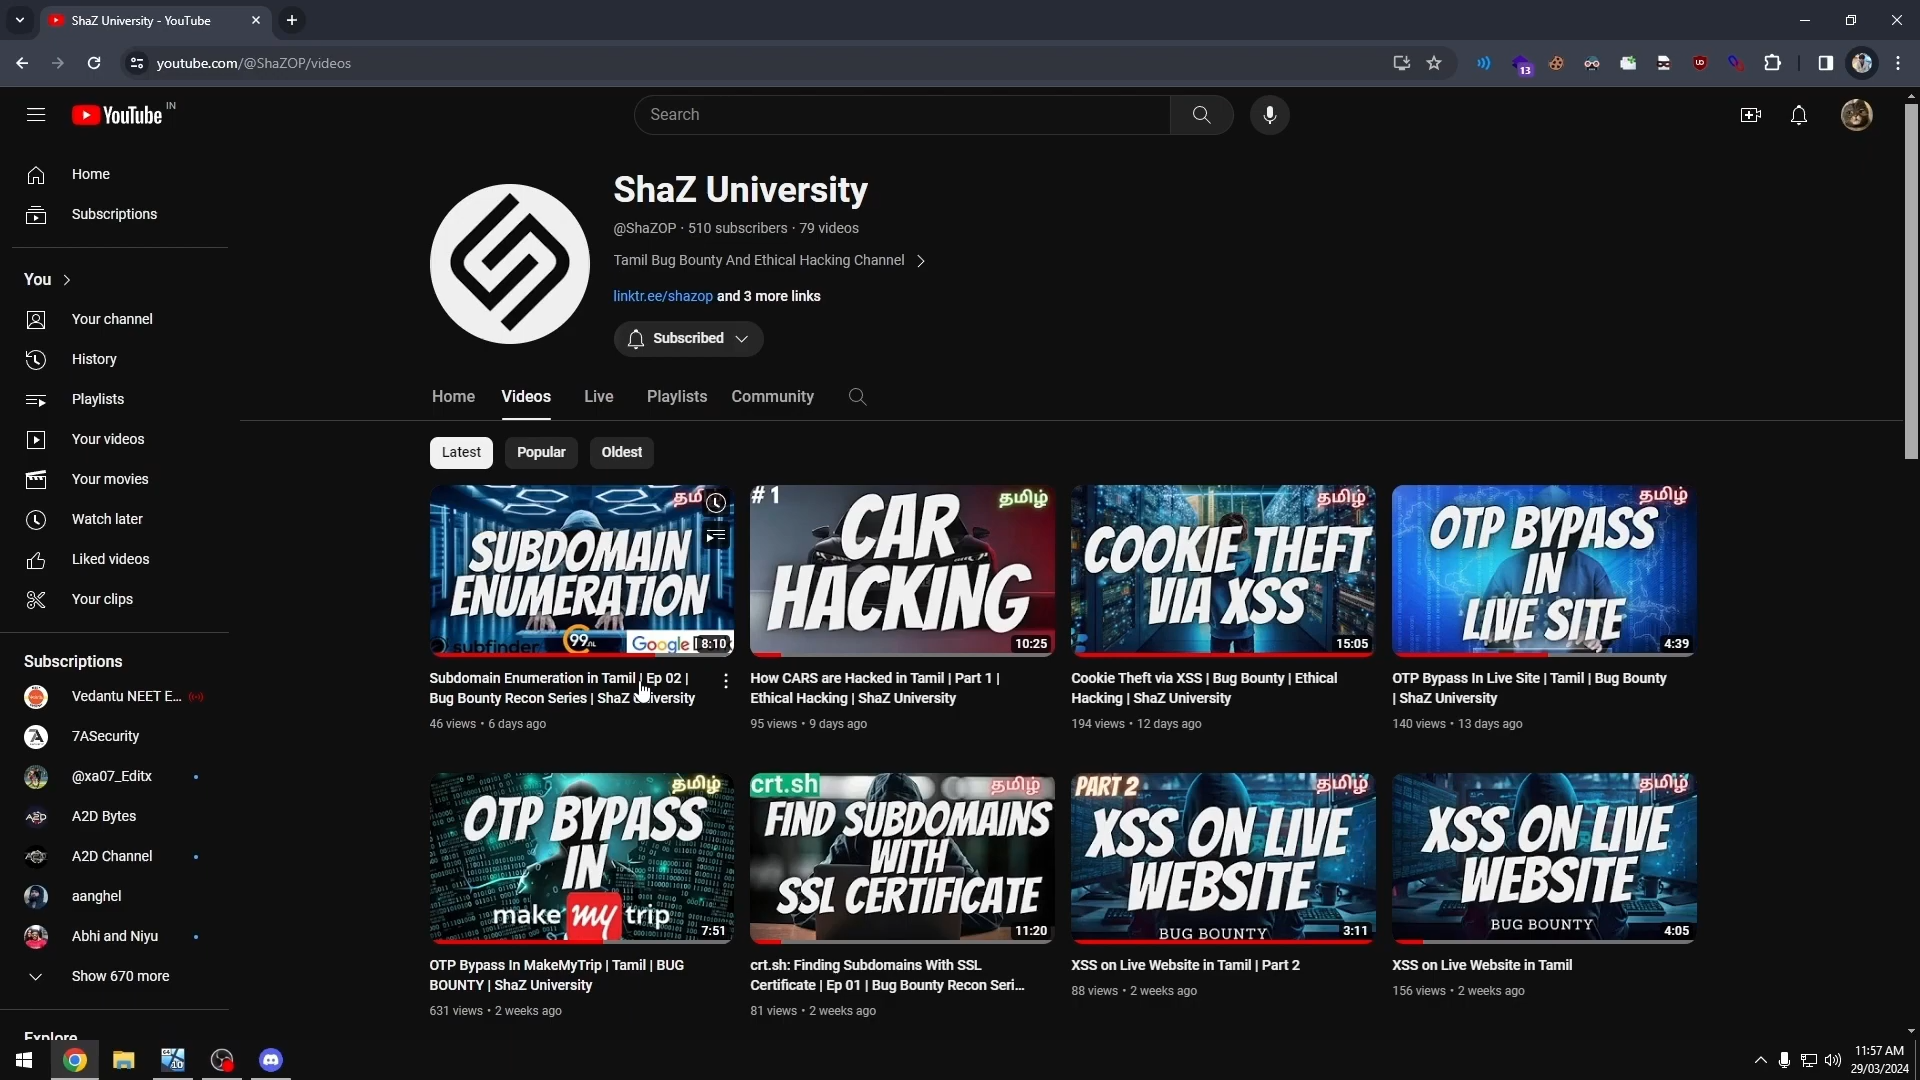 ShaZ University - YouTube
youtube.com/@ShaZOP/videos
13
YouTube IN
Search
Home
Subscriptions
You
Your channel
History
Playlists
Your videos
Your movies
Watch later
Liked videos
Your clips
Subscriptions
Vedantu NEET E...
7ASecurity
@xa07_Editx
A2D Bytes
A2D Channel
aanghel
Abhi and Niyu
Show 670 more
Explore
ShaZ University
@ShaZOP · 510 subscribers · 79 videos
Tamil Bug Bounty And Ethical Hacking Channel
linktr.ee/shazop and 3 more links
Subscribed
Home Videos Live Playlists Community
Latest Popular Oldest
SUBDOMAIN
ENUMERATION
subfinder
Google
8:10
Subdomain Enumeration in Tamil | Ep 02 |
Bug Bounty Recon Series | ShaZ University
46 views • 6 days ago
#1
தமிழ்
CAR
HACKING
10:25
How CARS are Hacked in Tamil | Part 1 |
Ethical Hacking | ShaZ University
95 views • 9 days ago
தமிழ்
COOKIE THEFT
VIA XSS
15:05
Cookie Theft via XSS | Bug Bounty | Ethical
Hacking | ShaZ University
194 views • 12 days ago
தமிழ்
OTP BYPASS
IN
LIVE SITE
4:39
OTP Bypass In Live Site | Tamil | Bug Bounty
| ShaZ University
140 views • 13 days ago
தமிழ்
OTP BYPASS
IN
make my trip
7:51
OTP Bypass In MakeMyTrip | Tamil | BUG
BOUNTY | ShaZ University
631 views • 2 weeks ago
crt.sh
தமிழ்
FIND SUBDOMAINS
WITH
SSL CERTIFICATE
11:20
crt.sh: Finding Subdomains With SSL
Certificate | Ep 01 | Bug Bounty Recon Seri...
81 views • 2 weeks ago
PART 2
தமிழ்
XSS ON LIVE
WEBSITE
BUG BOUNTY
3:11
XSS on Live Website in Tamil | Part 2
88 views • 2 weeks ago
தமிழ்
XSS ON LIVE
WEBSITE
BUG BOUNTY
4:05
XSS on Live Website in Tamil
156 views • 2 weeks ago
11:57 AM
29/03/2024